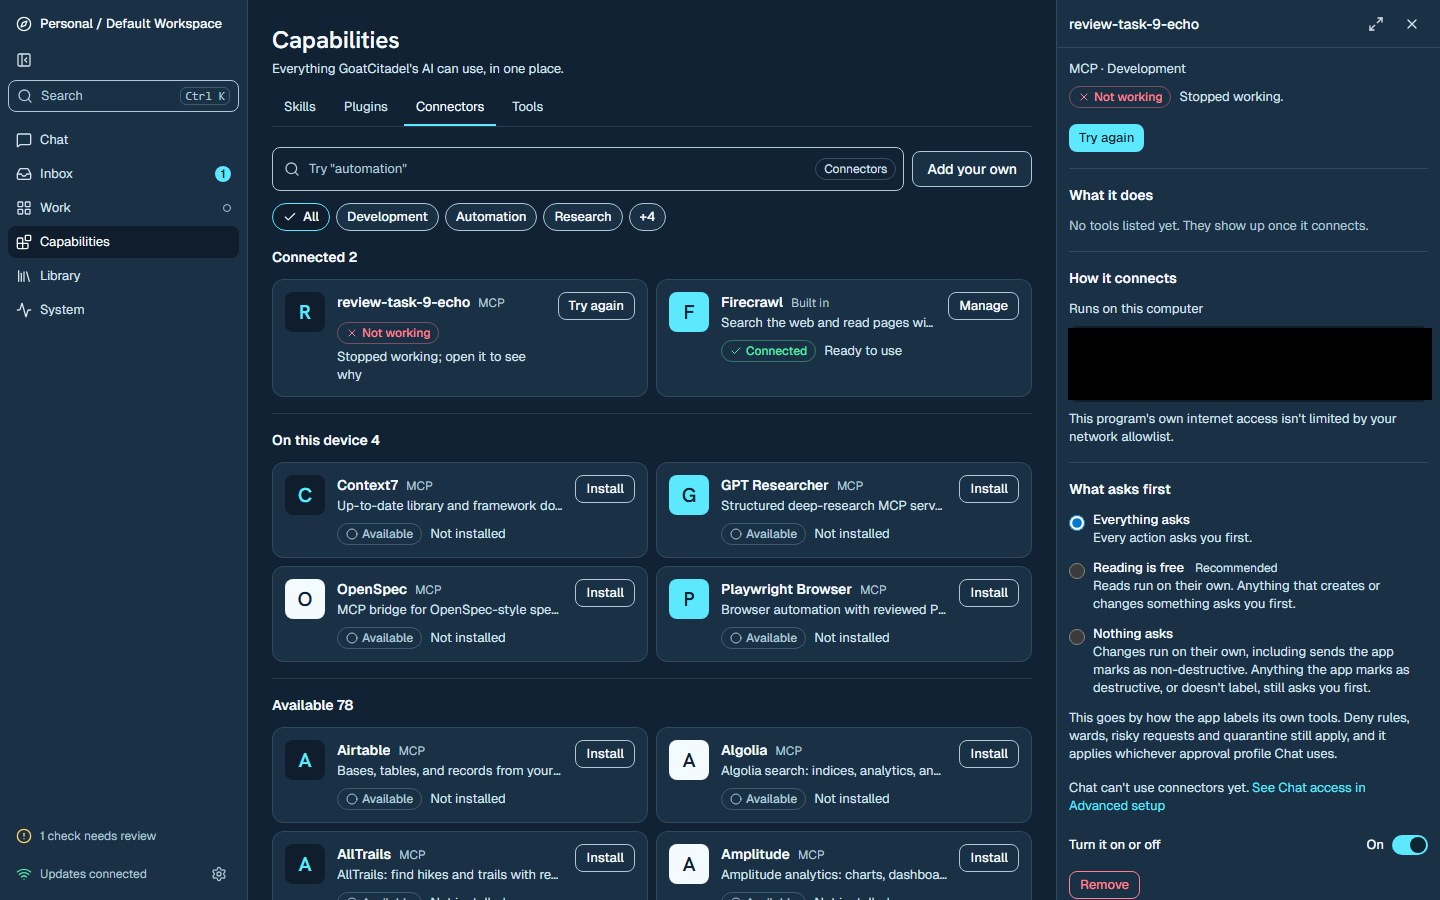 Personal / Default Workspace
Search
Ctrl K
Chat
Inbox
1
Work
Capabilities
Library
System
1 check needs review
Updates connected
Capabilities
Everything GoatCitadel's AI can use, in one place.
Skills
Plugins
Connectors
Tools
Try "automation"
Connectors
Add your own
All
Development
Automation
Research
+4
Connected 2
R
review-task-9-echo MCP
Try again
Not working
Stopped working; open it to see
why
F
Firecrawl Built in
Manage
Search the web and read pages wi...
Connected
Ready to use
On this device 4
C
Context7 MCP
Install
Up-to-date library and framework do...
Available
Not installed
G
GPT Researcher MCP
Install
Structured deep-research MCP serv...
Available
Not installed
O
OpenSpec MCP
Install
MCP bridge for OpenSpec-style spe...
Available
Not installed
P
Playwright Browser MCP
Install
Browser automation with reviewed P...
Available
Not installed
Available 78
A
Airtable MCP
Install
Bases, tables, and records from your...
Available
Not installed
A
Algolia MCP
Install
Algolia search: indices, analytics, an...
Available
Not installed
A
AllTrails MCP
Install
AllTrails: find hikes and trails with re...
A
Amplitude MCP
Install
Amplitude analytics: charts, dashboa...
review-task-9-echo
MCP · Development
Not working
Stopped working.
Try again
What it does
No tools listed yet. They show up once it connects.
How it connects
Runs on this computer
This program's own internet access isn't limited by your
network allowlist.
What asks first
Everything asks
Every action asks you first.
Reading is free Recommended
Reads run on their own. Anything that creates or
changes something asks you first.
Nothing asks
Changes run on their own, including sends the app
marks as non-destructive. Anything the app marks as
destructive, or doesn't label, still asks you first.
This goes by how the app labels its own tools. Deny rules,
wards, risky requests and quarantine still apply, and it
applies whichever approval profile Chat uses.
Chat can't use connectors yet. See Chat access in
Advanced setup
Turn it on or off
On
Remove